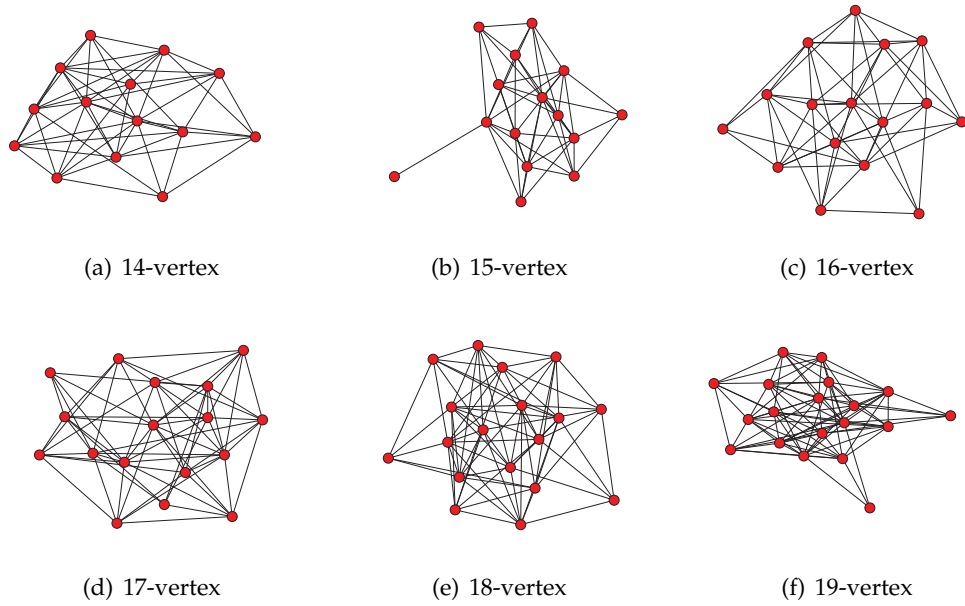 (a) 14-vertex
(b) 15-vertex
(c) 16-vertex
(d) 17-vertex
(e) 18-vertex
(f) 19-vertex